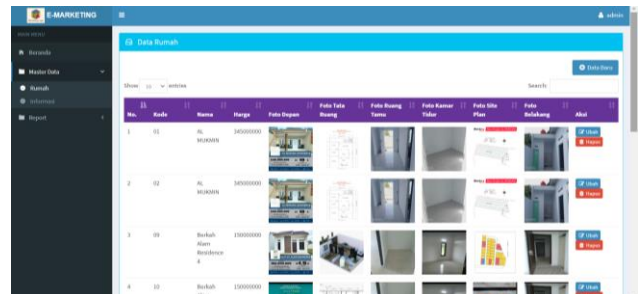 E-MARKETING
admin
MAIN MENU
Data Rumah
Beranda
Master Data
Data Baru
Rumah
Show 10 entries
Search:
Informasi
Report
No. Kode Nama Harga Foto Depan Foto Tata Ruang Foto Ruang Tamu Foto Kamar Tidur Foto Site Plan Foto Belakang Aksi
1 01 AL MUKMIN 345000000 Ubah
Hapus
2 02 AL MUKMIN 345000000 Ubah
Hapus
3 09 Berkah Alam Residence 4 150000000 Ubah
Hapus
4 10 Berkah 150000000 Ubah